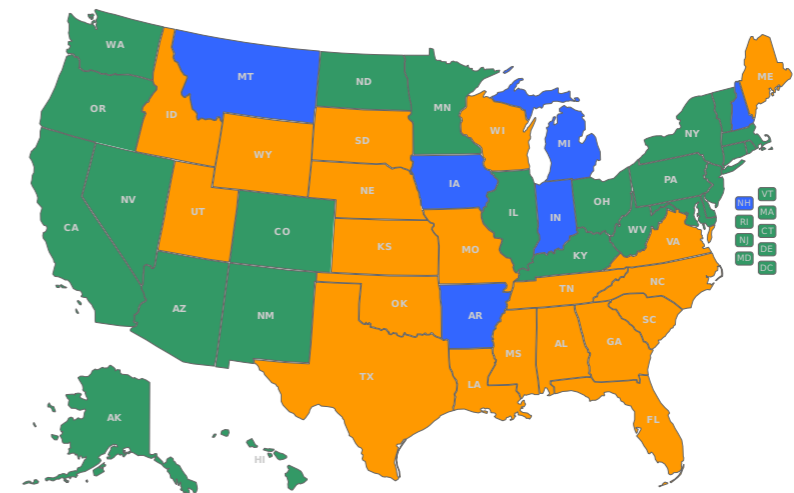 WA
MT
ND
MN
ME
OR
ID
SD
WI
MI
NY
WY
NE
IA
PA
VT
NV
UT
IL
IN
OH
NH
MA
CA
CO
KS
MO
KY
WV
VA
RI
CT
NJ
DE
MD
DC
AZ
NM
OK
AR
TN
NC
SC
TX
LA
MS
AL
GA
FL
AK
HI